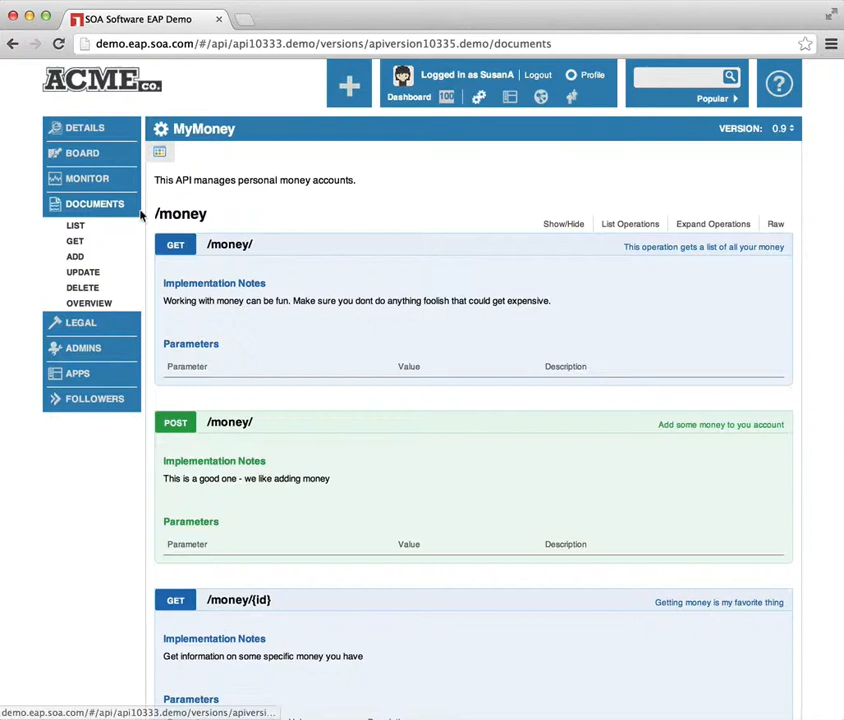 SOA Software EAP Demo
demo.eap.soa.com/#/api/api10333.demo/versions/apiversion10335.demo/documents
ACME co.
Logged in as SusanA | Logout Profile
Dashboard 100
Popular
?
DETAILS
BOARD
MONITOR
DOCUMENTS
LIST
GET
ADD
UPDATE
DELETE
OVERVIEW
LEGAL
ADMINS
APPS
FOLLOWERS
MyMoney
VERSION: 0.9
This API manages personal money accounts.
/money
Show/Hide List Operations Expand Operations Raw
GET /money/ This operation gets a list of all your money
Implementation Notes
Working with money can be fun. Make sure you dont do anything foolish that could get expensive.
Parameters
Parameter Value Description
POST /money/ Add some money to you account
Implementation Notes
This is a good one - we like adding money
Parameters
Parameter Value Description
GET /money/{id} Getting money is my favorite thing
Implementation Notes
Get information on some specific money you have
Parameters
demo.eap.soa.com/#/api/api10333.demo/versions/apiversi...